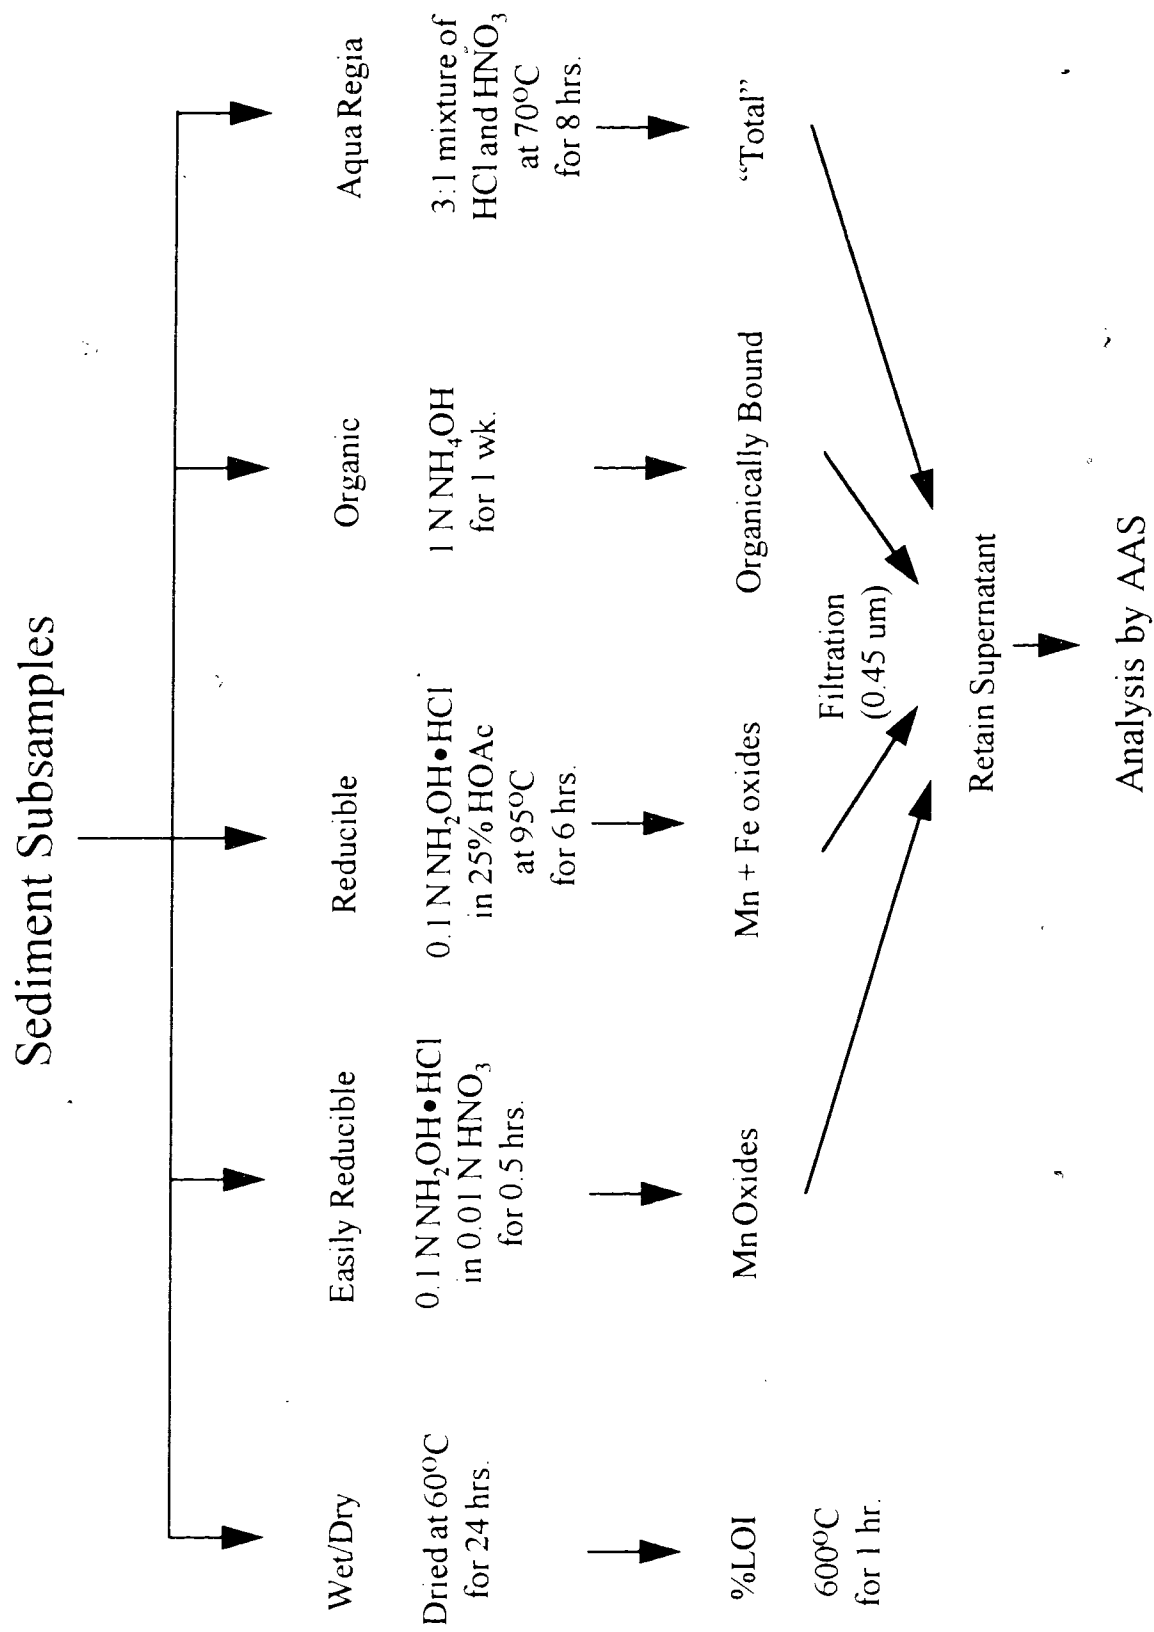 Sediment Subsamples
Wet/Dry
Dried at 60°C
for 24 hrs.
%LOI
600°C
for 1 hr.
Easily Reducible
0.1 N NH₂OH•HCl
in 0.01 N HNO₃
for 0.5 hrs.
Mn Oxides
Reducible
0.1 N NH₂OH•HCl
in 25% HOAc
at 95°C
for 6 hrs.
Mn + Fe oxides
Organic
1 N NH₄OH
for 1 wk.
Organically Bound
Aqua Regia
3:1 mixture of
HCl and HNO₃
at 70°C
for 8 hrs.
“Total”
Filtration
(0.45 um)
Retain Supernatant
Analysis by AAS